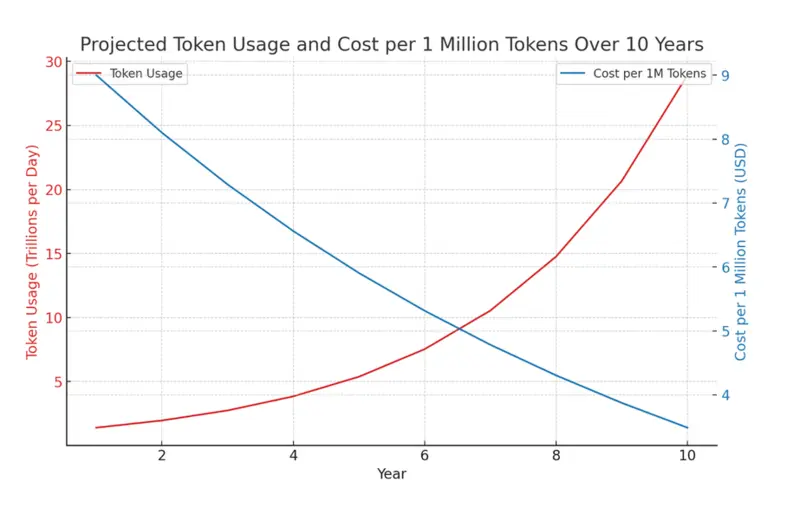 Projected Token Usage and Cost per 1 Million Tokens Over 10 Years
Token Usage
Cost per 1M Tokens
Token Usage (Trillions per Day)
30
25
20
15
10
5
9
8
7
6
5
4
Cost per 1 Million Tokens (USD)
2 4 6 8 10
Year